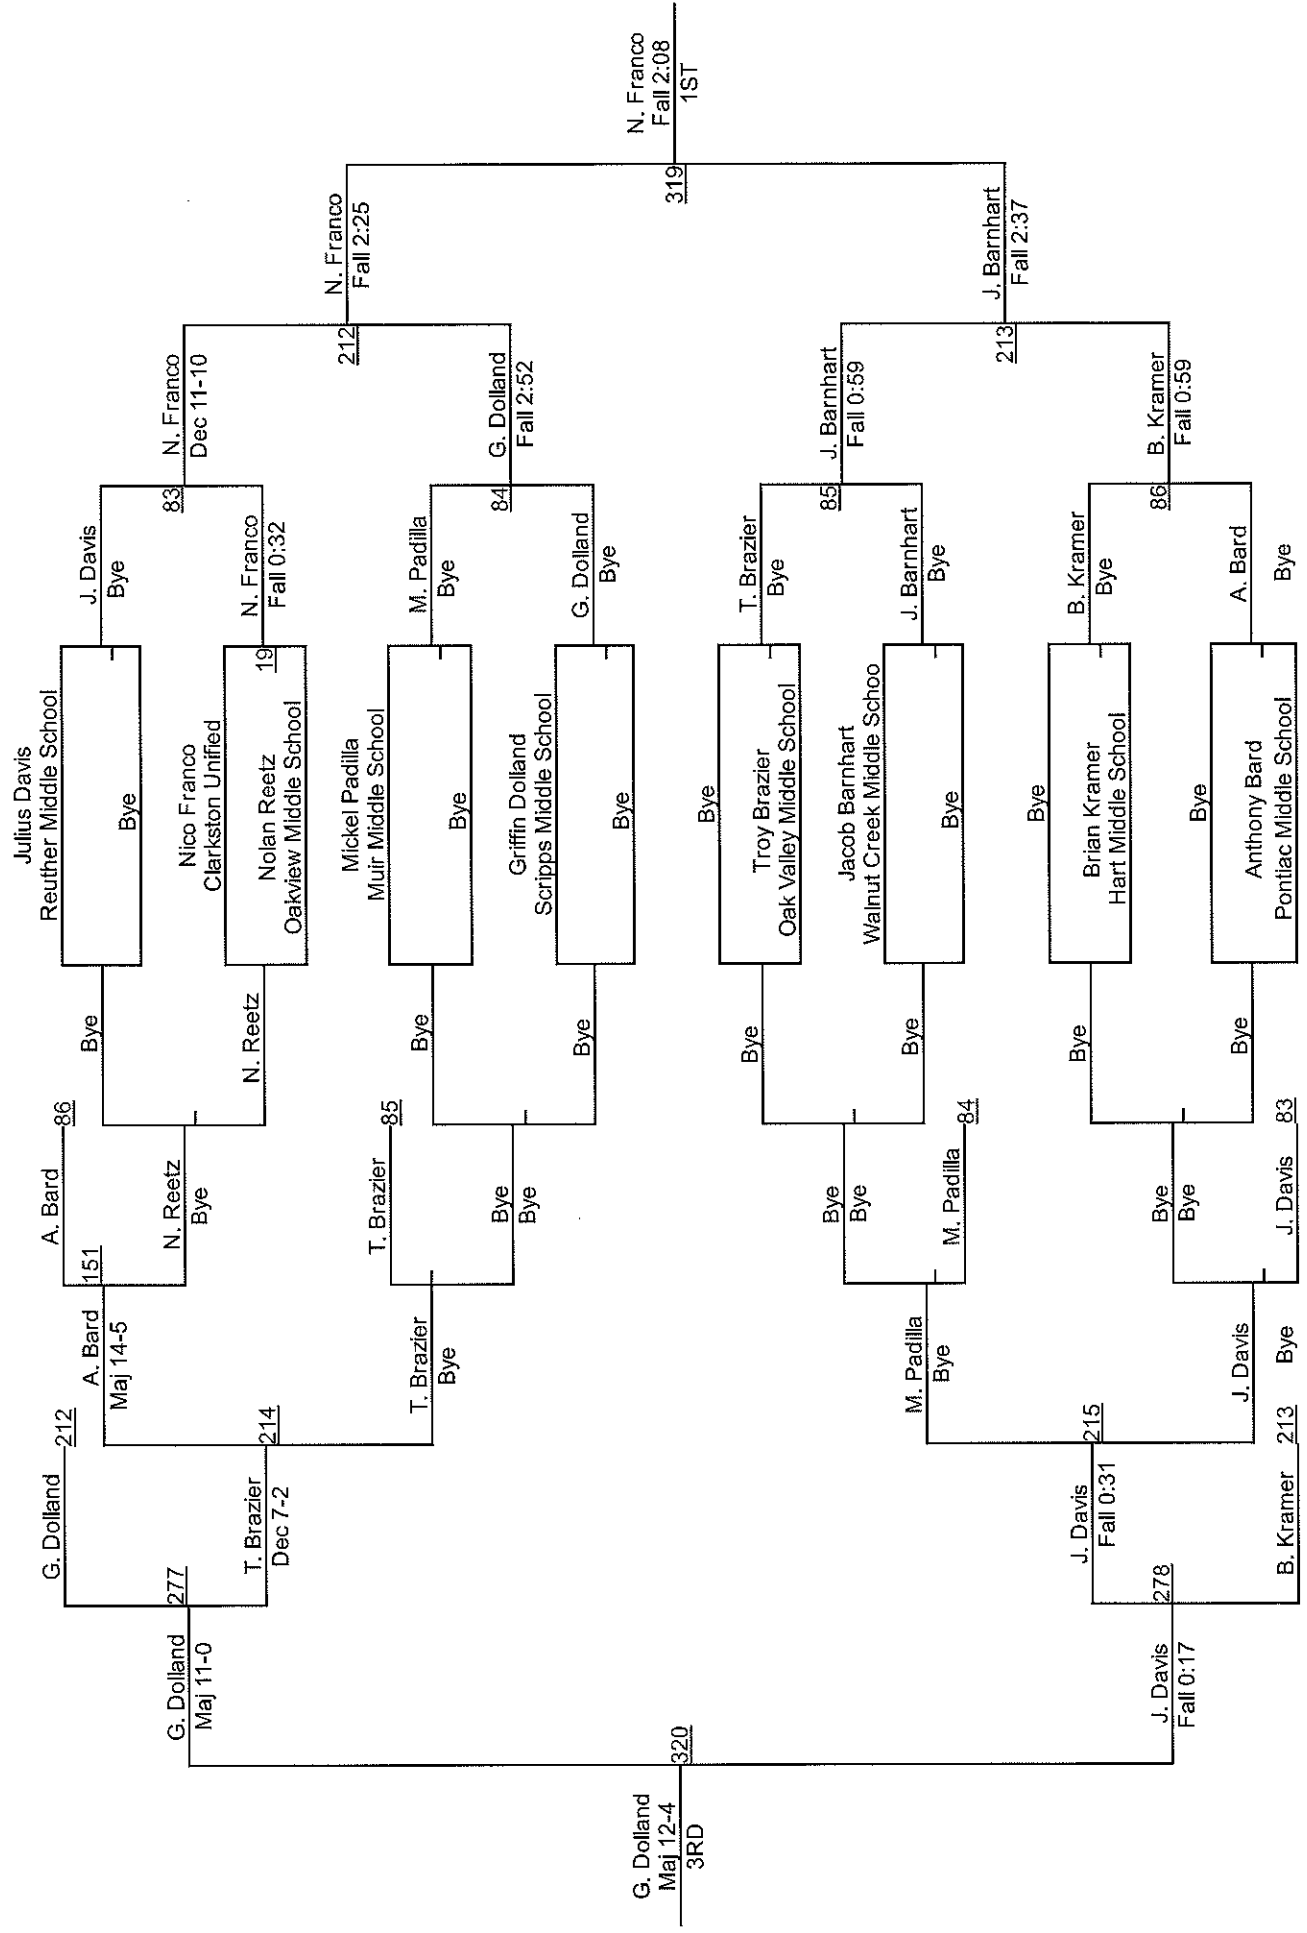 Julius Davis
Reuther Middle School
Bye
J. Davis
Bye
Nico Franco
Clarkston Unified
Nolan Reetz
Oakview Middle School
19
N. Franco
Fall 0:32
83
N. Franco
Dec 11-10
Mickel Padilla
Muir Middle School
Bye
M. Padilla
Bye
Griffin Dolland
Scripps Middle School
Bye
G. Dolland
Bye
84
G. Dolland
Fall 2:52
212
N. Franco
Fall 2:25
Bye
Troy Brazier
Oak Valley Middle School
T. Brazier
Bye
Jacob Barnhart
Walnut Creek Middle Schoo
Bye
J. Barnhart
Bye
85
J. Barnhart
Fall 0:59
Bye
Brian Kramer
Hart Middle School
B. Kramer
Bye
Bye
Anthony Bard
Pontiac Middle School
A. Bard
Bye
86
B. Kramer
Fall 0:59
213
J. Barnhart
Fall 2:37
319
N. Franco
Fall 2:08
1ST
Bye
N. Reetz
A. Bard
86
N. Reetz
Bye
151
A. Bard
Maj 14-5
Bye
Bye
T. Brazier
85
Bye
Bye
T. Brazier
Bye
G. Dolland
212
214
T. Brazier
Dec 7-2
277
G. Dolland
Maj 11-0
Bye
Bye
Bye
Bye
M. Padilla
84
M. Padilla
Bye
Bye
Bye
Bye
Bye
J. Davis
83
J. Davis
Bye
215
J. Davis
Fall 0:31
B. Kramer
213
278
J. Davis
Fall 0:17
320
G. Dolland
Maj 12-4
3RD